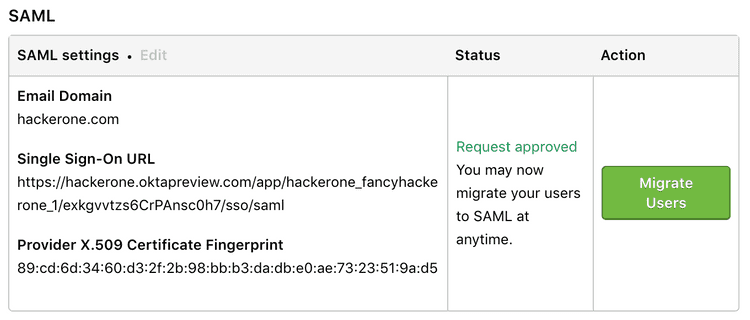 SAML
SAML settings • Edit
Status
Action
Email Domain
hackerone.com
Single Sign-On URL
https://hackerone.oktapreview.com/app/hackerone_fancyhacke
rone_1/exkgvvtzs6CrPAnsc0h7/sso/saml
Provider X.509 Certificate Fingerprint
89:cd:6d:34:60:d3:2f:2b:98:bb:b3:da:db:e0:ae:73:23:51:9a:d5
Request approved
You may now
migrate your users
to SAML at
anytime.
Migrate
Users